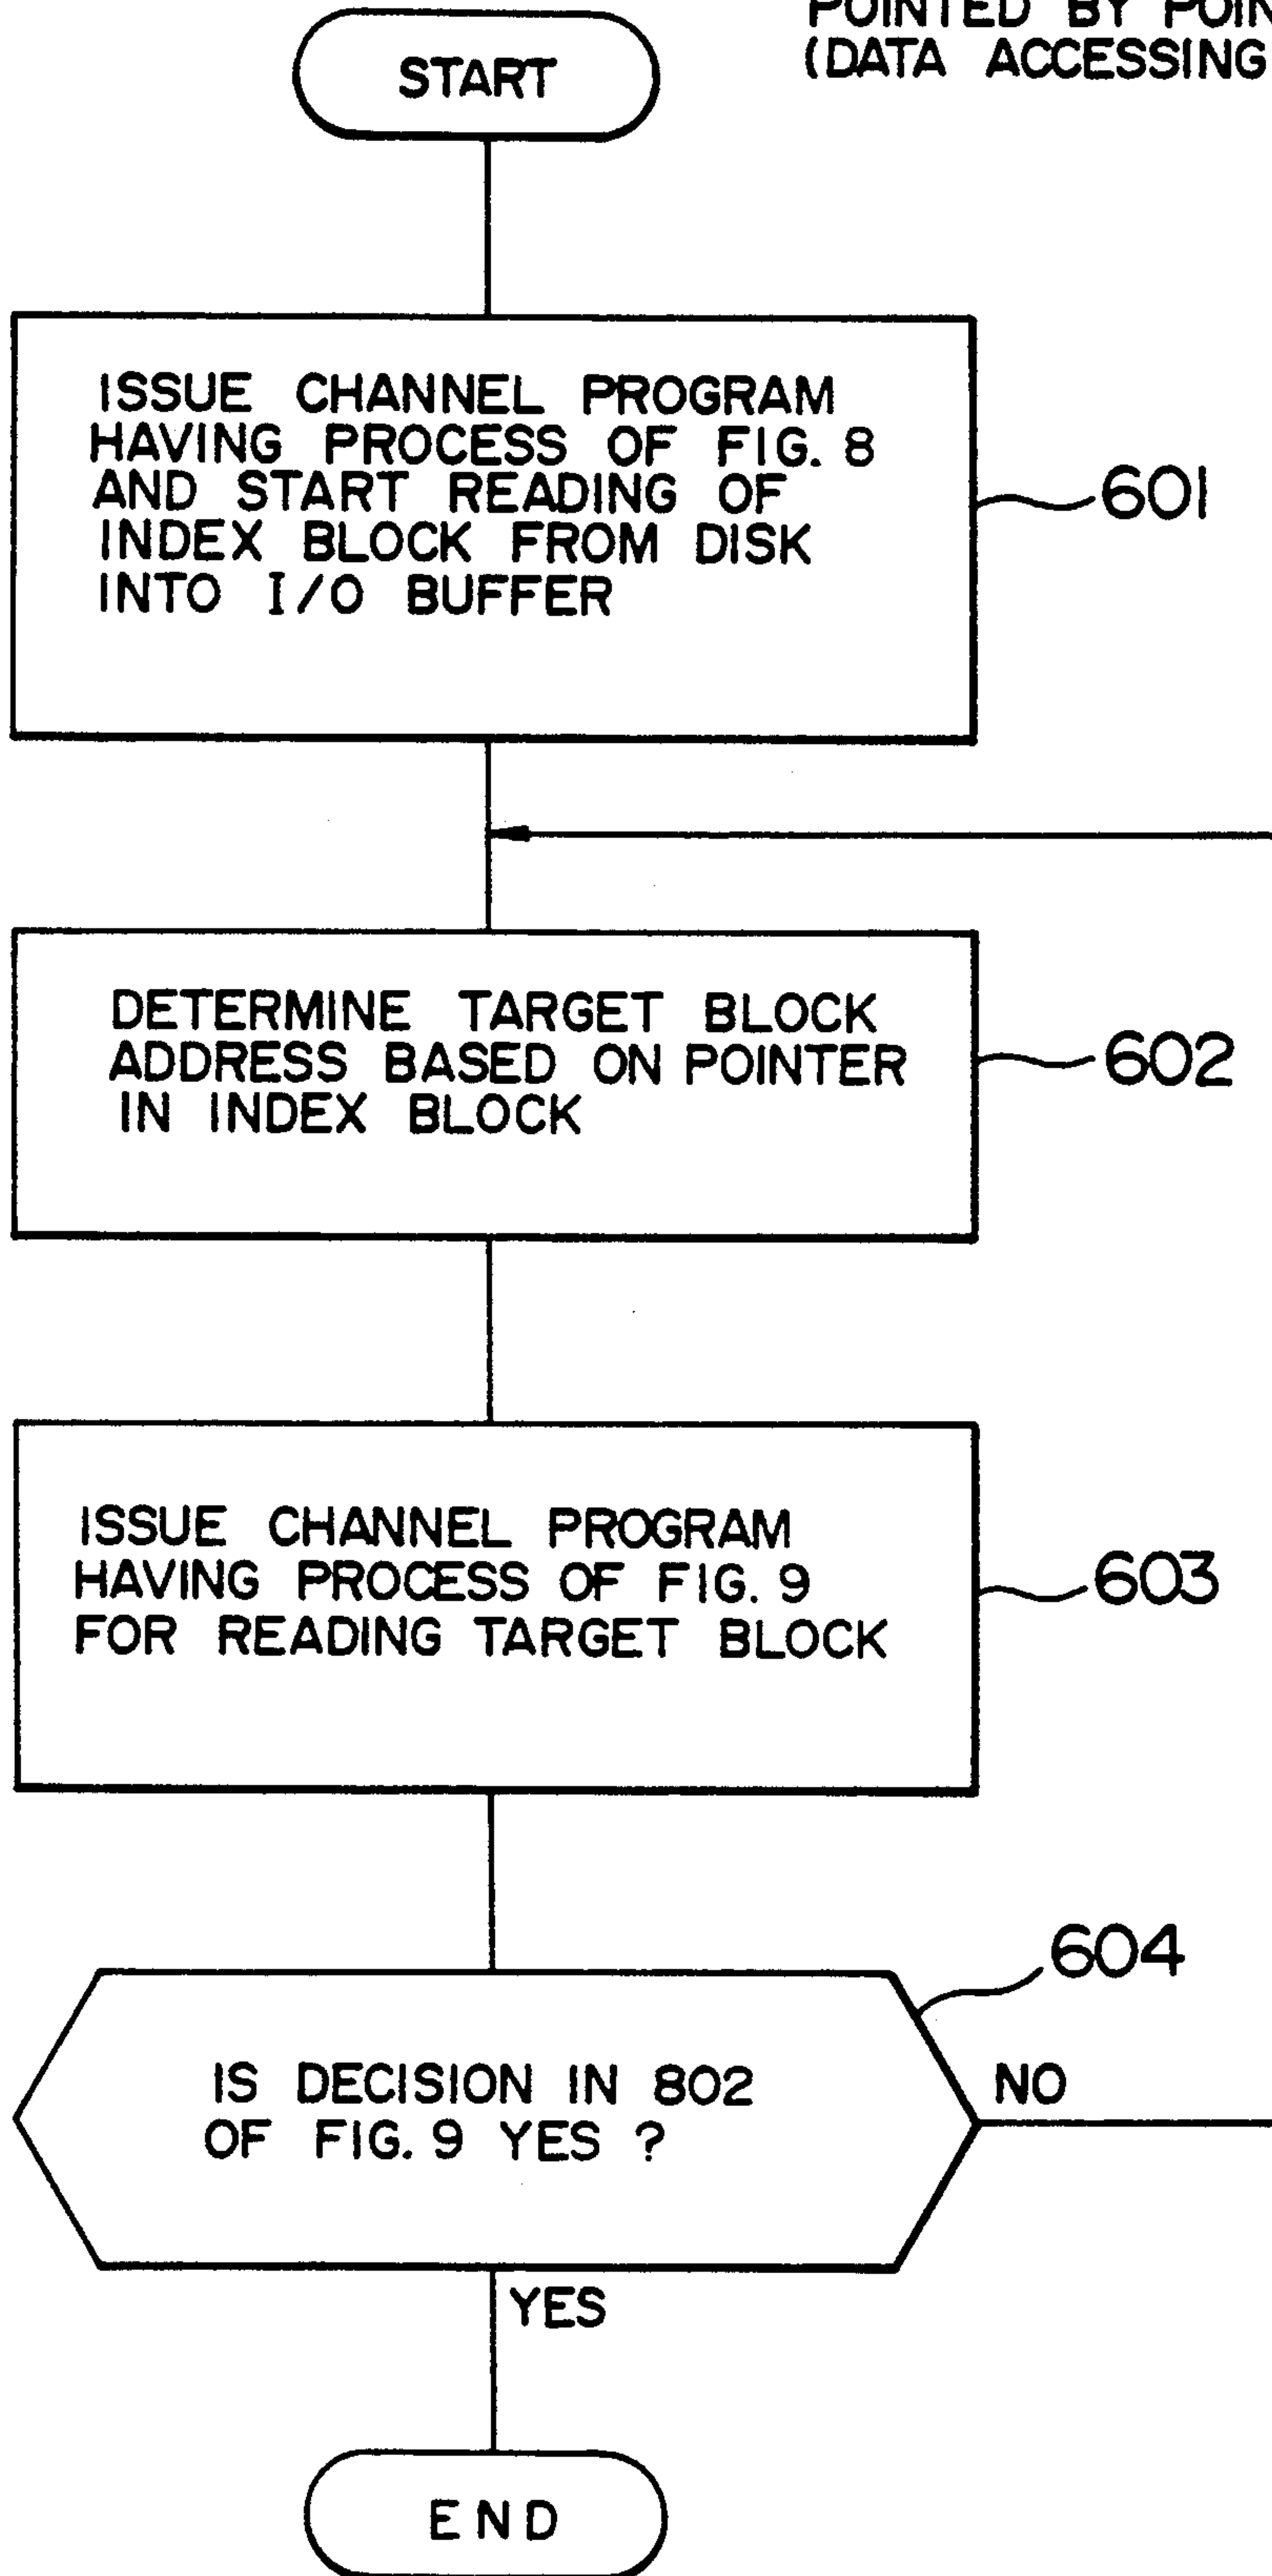 POINTED BY
(DATA ACCESSING
START
ISSUE CHANNEL PROGRAM
HAVING PROCESS OF FIG. 8
AND START READING OF
INDEX BLOCK FROM DISK
INTO I/O BUFFER
601
DETERMINE TARGET BLOCK
ADDRESS BASED ON POINTER
IN INDEX BLOCK
602
ISSUE CHANNEL PROGRAM
HAVING PROCESS OF FIG. 9
FOR READING TARGET BLOCK
603
604
IS DECISION IN 802
OF FIG. 9 YES ?
NO
YES
END